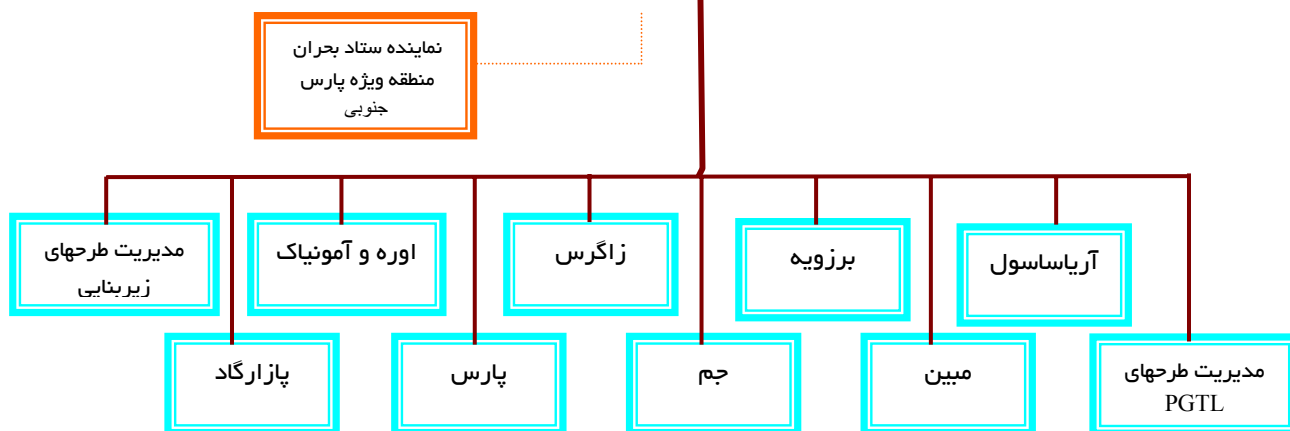 نماینده ستاد بحران
منطقه ویژه پارس
جنوبی
آریاساسول
برزویه
زاگرس
اوره و آمونیاک
مدیریت طرحهای
زیربنایی
مدیریت طرحهای
PGTL
مبین
جم
پارس
پازارگاد